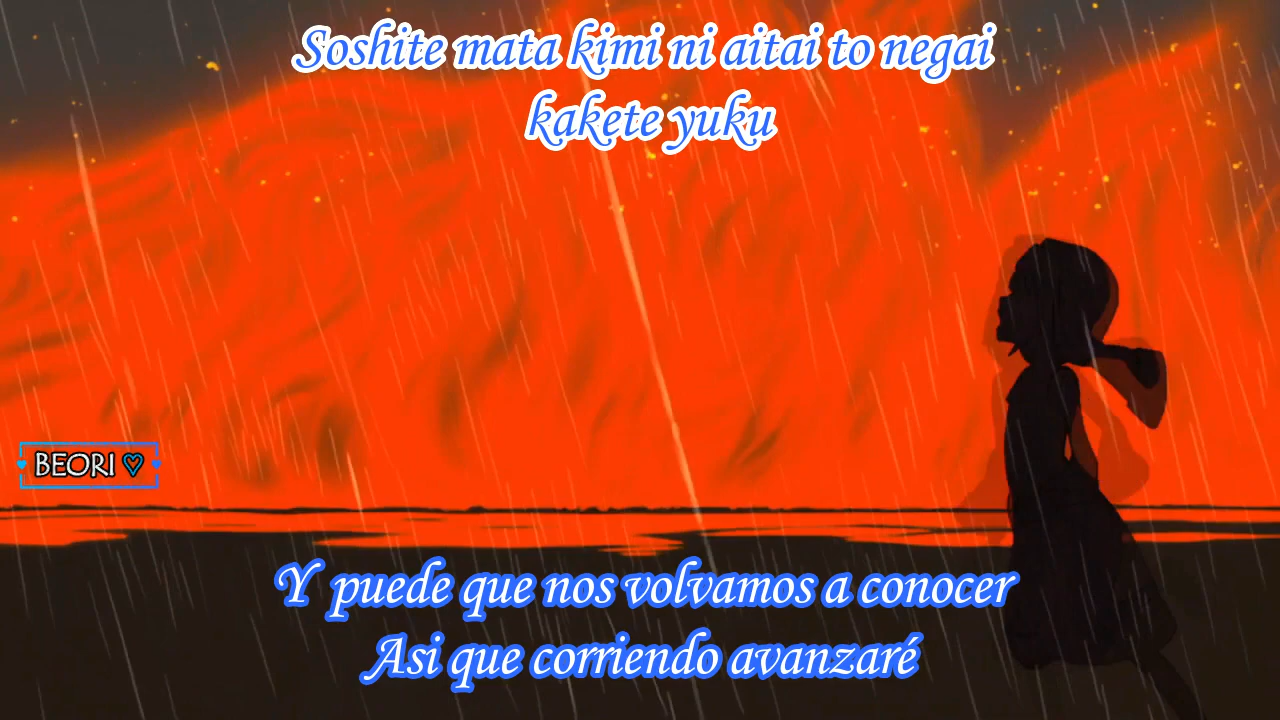 Soshite mata kimi ni aitai to negai
kakete yuku
BEORI ♡
Y puede que nos volvamos a conocer
Asi que corriendo avanzaré